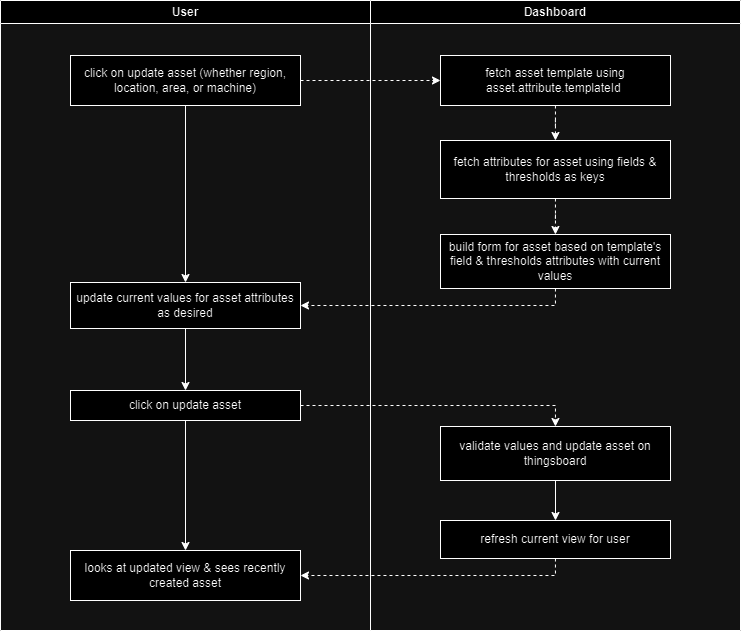 User
Dashboard
click on update asset (whether region,
location, area, or machine)
fetch asset template using
asset.attribute.templateId
fetch attributes for asset using fields &
thresholds as keys
build form for asset based on template's
field & thresholds attributes with current
values
update current values for asset attributes
as desired
click on update asset
validate values and update asset on
thingsboard
refresh current view for user
looks at updated view & sees recently
created asset